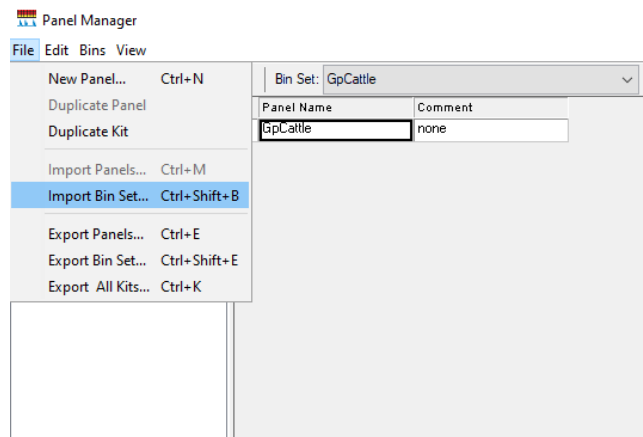 Panel Manager
File Edit Bins View
New Panel... Ctrl+N
Duplicate Panel
Duplicate Kit
Import Panels... Ctrl+M
Import Bin Set... Ctrl+Shift+B
Export Panels... Ctrl+E
Export Bin Set... Ctrl+Shift+E
Export All Kits... Ctrl+K
Bin Set: GpCattle
Panel Name Comment
GpCattle none